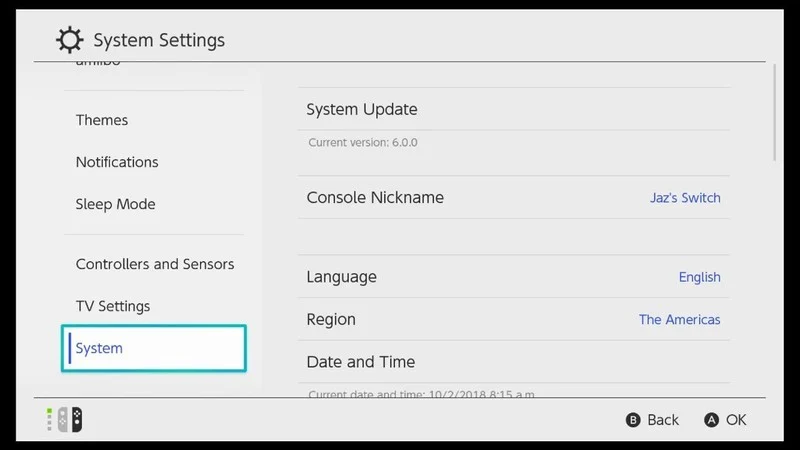 System Settings
amiibo
Themes
Notifications
Sleep Mode
Controllers and Sensors
TV Settings
System
System Update
Current version: 6.0.0
Console Nickname Jaz's Switch
Language English
Region The Americas
Date and Time
Current date and time: 10/2/2018 8:15 a.m.
B Back A OK